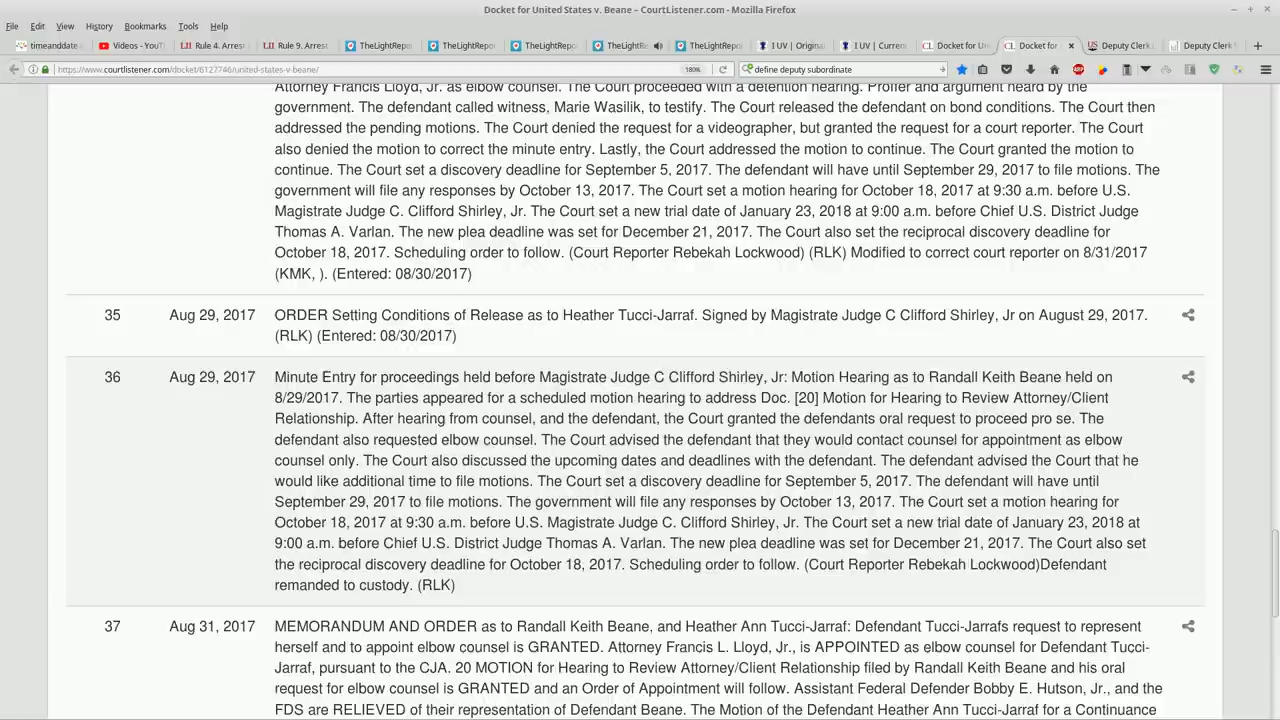 Docket for United States v. Beane – CourtListener.com - Mozilla Firefox
File Edit View History Bookmarks Tools Help
timeanddate Videos - YouT Rule 4. Arres Rule 9. Arrest TheLightRepo TheLightRepo TheLightRepo TheLightR TheLightRepo I UV | Origina I UV | Curren Docket for Un Docket for Deputy Clerk Deputy Clerk
https://www.courtlistener.com/docket/6127746/united-states-v-beane/ 180% define deputy subordinate
Attorney Francis Lloyd, Jr. as elbow counsel. The Court proceeded with a detention hearing. Proffer and argument heard by the
government. The defendant called witness, Marie Wasilik, to testify. The Court released the defendant on bond conditions. The Court then
addressed the pending motions. The Court denied the request for a videographer, but granted the request for a court reporter. The Court
also denied the motion to correct the minute entry. Lastly, the Court addressed the motion to continue. The Court granted the motion to
continue. The Court set a discovery deadline for September 5, 2017. The defendant will have until September 29, 2017 to file motions. The
government will file any responses by October 13, 2017. The Court set a motion hearing for October 18, 2017 at 9:30 a.m. before U.S.
Magistrate Judge C. Clifford Shirley, Jr. The Court set a new trial date of January 23, 2018 at 9:00 a.m. before Chief U.S. District Judge
Thomas A. Varlan. The new plea deadline was set for December 21, 2017. The Court also set the reciprocal discovery deadline for
October 18, 2017. Scheduling order to follow. (Court Reporter Rebekah Lockwood) (RLK) Modified to correct court reporter on 8/31/2017
(KMK, ). (Entered: 08/30/2017)
35 Aug 29, 2017 ORDER Setting Conditions of Release as to Heather Tucci-Jarraf. Signed by Magistrate Judge C Clifford Shirley, Jr on August 29, 2017.
(RLK) (Entered: 08/30/2017)
36 Aug 29, 2017 Minute Entry for proceedings held before Magistrate Judge C Clifford Shirley, Jr: Motion Hearing as to Randall Keith Beane held on
8/29/2017. The parties appeared for a scheduled motion hearing to address Doc. [20] Motion for Hearing to Review Attorney/Client
Relationship. After hearing from counsel, and the defendant, the Court granted the defendants oral request to proceed pro se. The
defendant also requested elbow counsel. The Court advised the defendant that they would contact counsel for appointment as elbow
counsel only. The Court also discussed the upcoming dates and deadlines with the defendant. The defendant advised the Court that he
would like additional time to file motions. The Court set a discovery deadline for September 5, 2017. The defendant will have until
September 29, 2017 to file motions. The government will file any responses by October 13, 2017. The Court set a motion hearing for
October 18, 2017 at 9:30 a.m. before U.S. Magistrate Judge C. Clifford Shirley, Jr. The Court set a new trial date of January 23, 2018 at
9:00 a.m. before Chief U.S. District Judge Thomas A. Varlan. The new plea deadline was set for December 21, 2017. The Court also set
the reciprocal discovery deadline for October 18, 2017. Scheduling order to follow. (Court Reporter Rebekah Lockwood)Defendant
remanded to custody. (RLK)
37 Aug 31, 2017 MEMORANDUM AND ORDER as to Randall Keith Beane, and Heather Ann Tucci-Jarraf: Defendant Tucci-Jarrafs request to represent
herself and to appoint elbow counsel is GRANTED. Attorney Francis L. Lloyd, Jr., is APPOINTED as elbow counsel for Defendant Tucci-
Jarraf, pursuant to the CJA. 20 MOTION for Hearing to Review Attorney/Client Relationship filed by Randall Keith Beane and his oral
request for elbow counsel is GRANTED and an Order of Appointment will follow. Assistant Federal Defender Bobby E. Hutson, Jr., and the
FDS are RELIEVED of their representation of Defendant Beane. The Motion of the Defendant Heather Ann Tucci-Jarraf for a Continuance